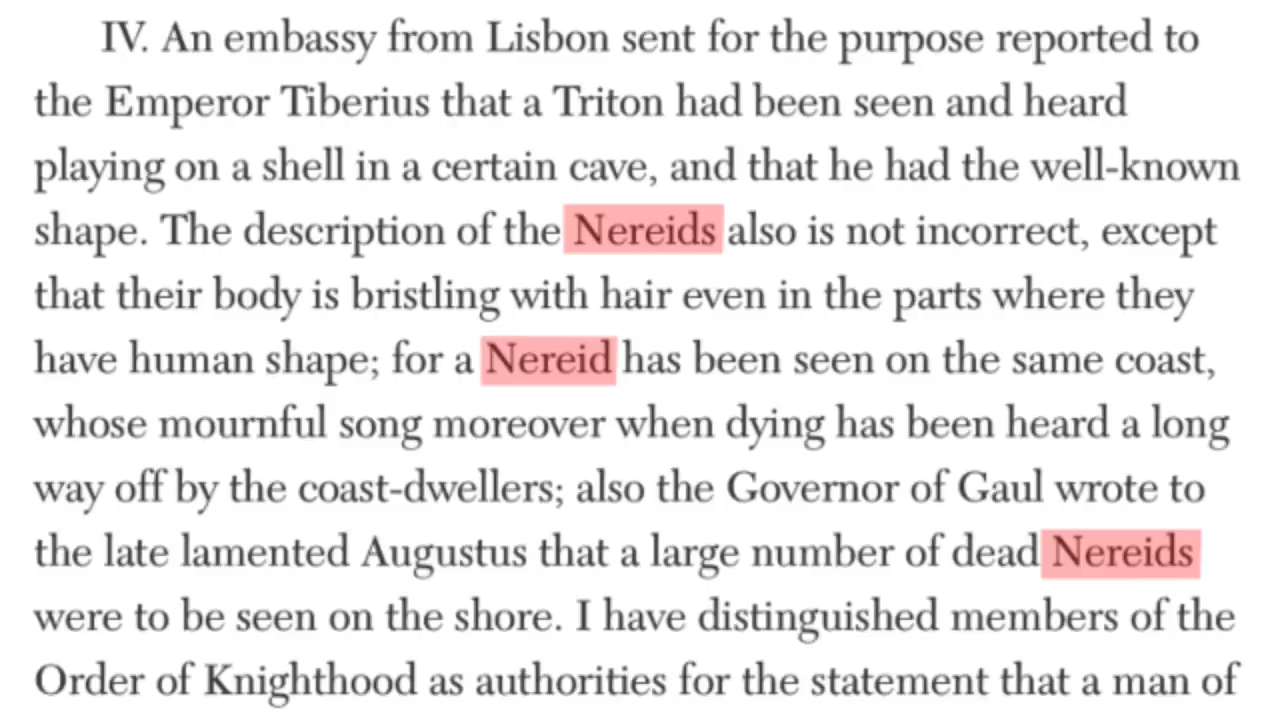 IV. An embassy from Lisbon sent for the purpose reported to
the Emperor Tiberius that a Triton had been seen and heard
playing on a shell in a certain cave, and that he had the well-known
shape. The description of the Nereids also is not incorrect, except
that their body is bristling with hair even in the parts where they
have human shape; for a Nereid has been seen on the same coast,
whose mournful song moreover when dying has been heard a long
way off by the coast-dwellers; also the Governor of Gaul wrote to
the late lamented Augustus that a large number of dead Nereids
were to be seen on the shore. I have distinguished members of the
Order of Knighthood as authorities for the statement that a man of